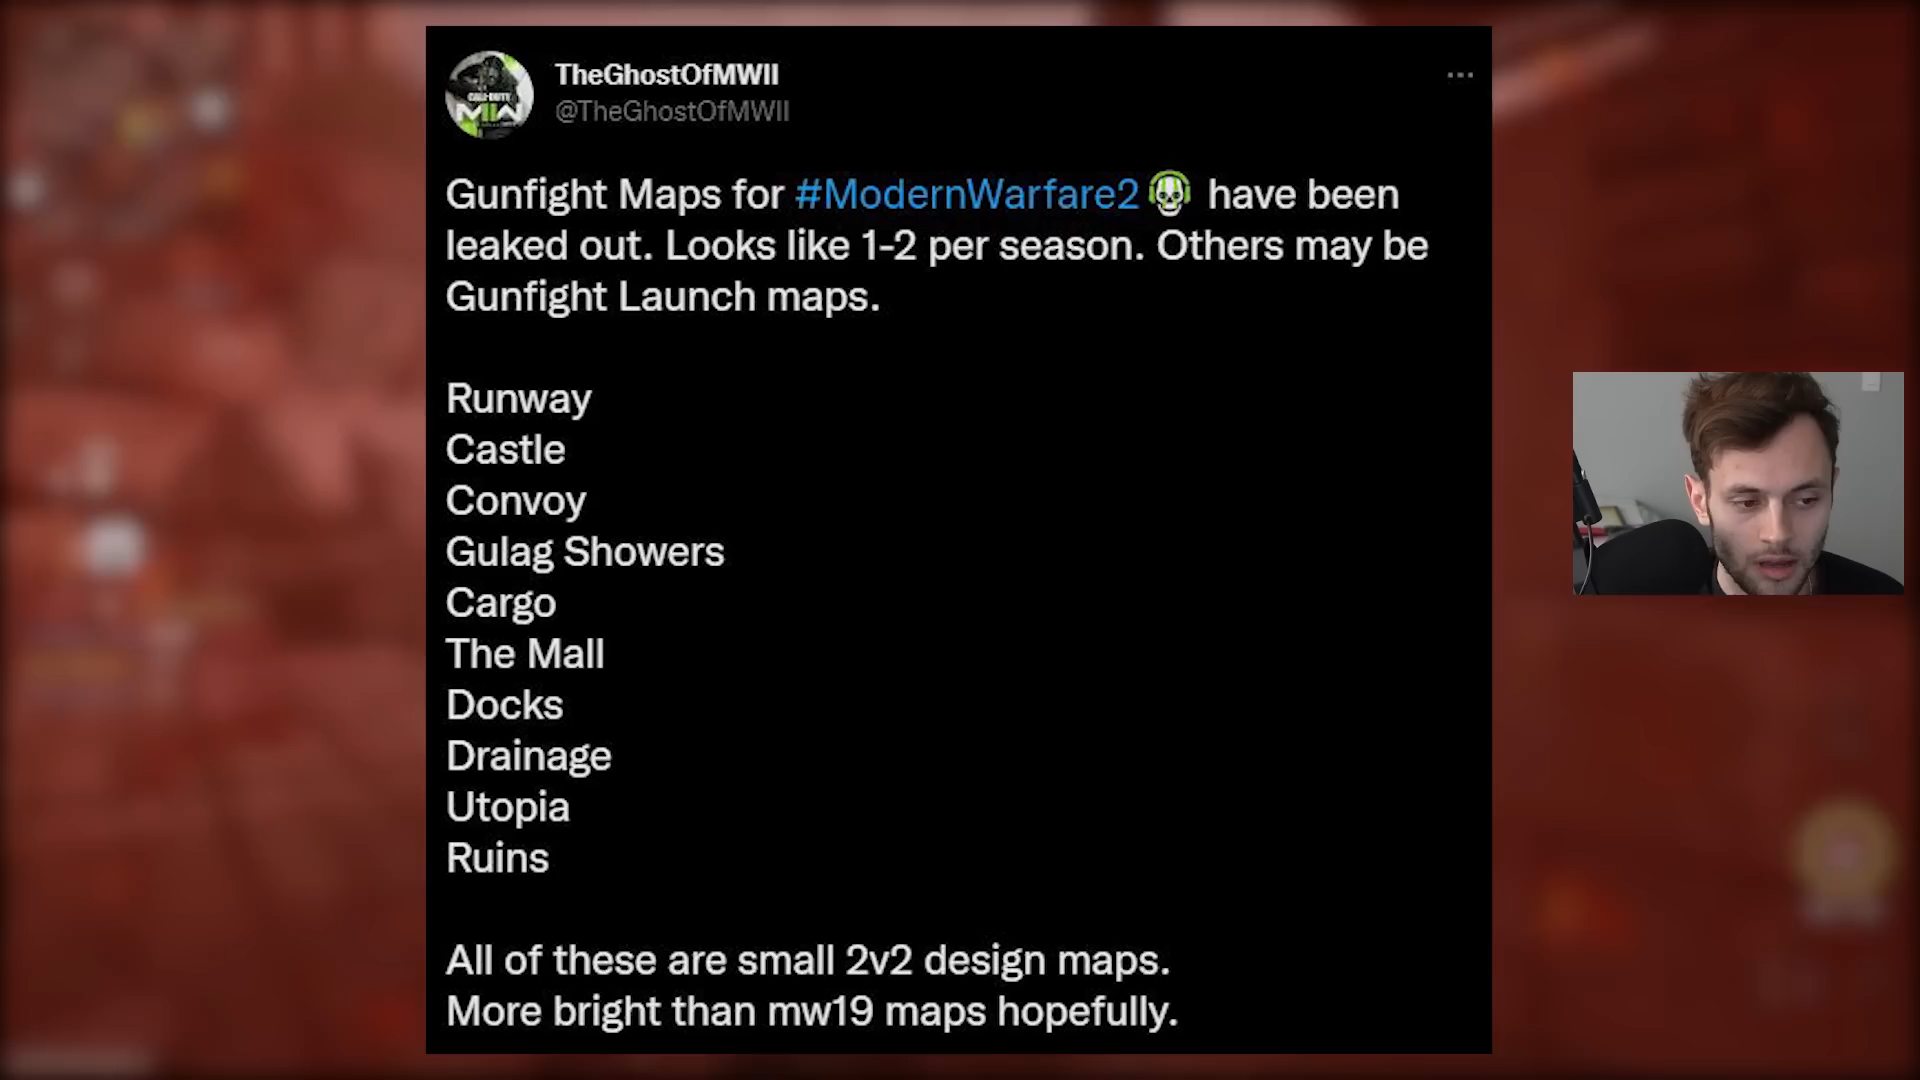 TheGhostOfMWII
@TheGhostOfMWII
Gunfight Maps for #ModernWarfare2 have been
leaked out. Looks like 1-2 per season. Others may be
Gunfight Launch maps.
Runway
Castle
Convoy
Gulag Showers
Cargo
The Mall
Docks
Drainage
Utopia
Ruins
All of these are small 2v2 design maps.
More bright than mw19 maps hopefully.